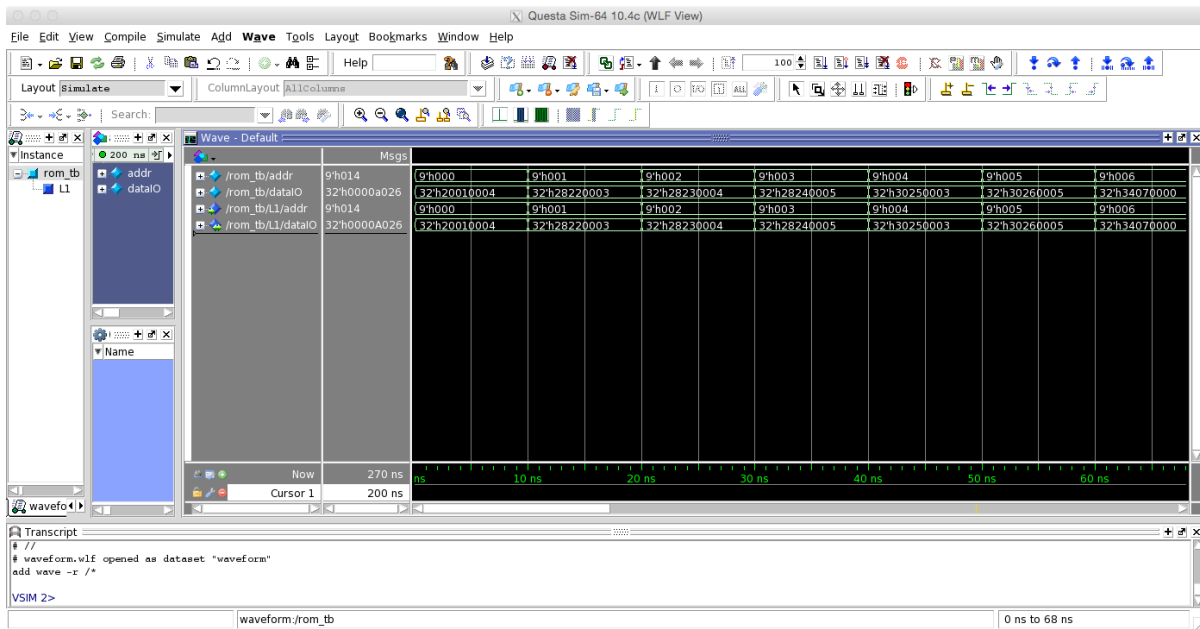 Questa Sim-64 10.4c (WLF View)
File Edit View Compile Simulate Add Wave Tools Layout Bookmarks Window Help
Help 100
Layout Simulate ColumnLayout AllColumns
Search:
Wave - Default
Instance 200 ns Msgs
rom_tb addr /rom_tb/addr 9'h014 9'h000 9'h001 9'h002 9'h003 9'h004 9'h005 9'h006
L1 dataIO /rom_tb/dataIO 32'h0000a026 32'h20010004 32'h28220003 32'h28230004 32'h28240005 32'h30250003 32'h30260005 32'h34070000
/rom_tb/L1/addr 9'h014 9'h000 9'h001 9'h002 9'h003 9'h004 9'h005 9'h006
/rom_tb/L1/dataIO 32'h0000A026 32'h20010004 32'h28220003 32'h28230004 32'h28240005 32'h30250003 32'h30260005 32'h34070000
Name
Now 270 ns ns 10 ns 20 ns 30 ns 40 ns 50 ns 60 ns
Cursor 1 200 ns
wavefo
Transcript
# //
# waveform.wlf opened as dataset "waveform"
add wave -r /*
VSIM 2>
waveform:/rom_tb 0 ns to 68 ns